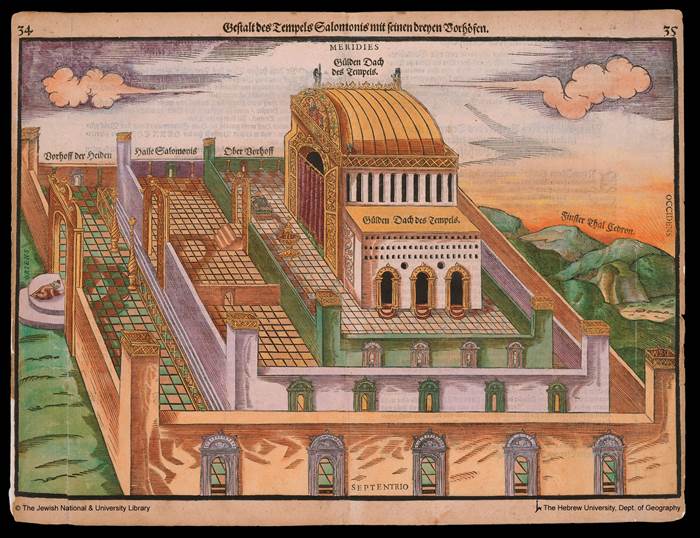 34
Gestalt des Tempels Salomonis mit seinen dreyen Vorhöfen.
35
MERIDIES
Gülden Dach
des Tempels.
Vorhoff der Heiden
Halle Salomonis
Ober Vorhoff
OCCIDENS
Gülden Dach des Tempels.
Finster Thal Cedron.
ORIENS
SEPTENTRIO
© The Jewish National & University Library
The Hebrew University, Dept. of Geography